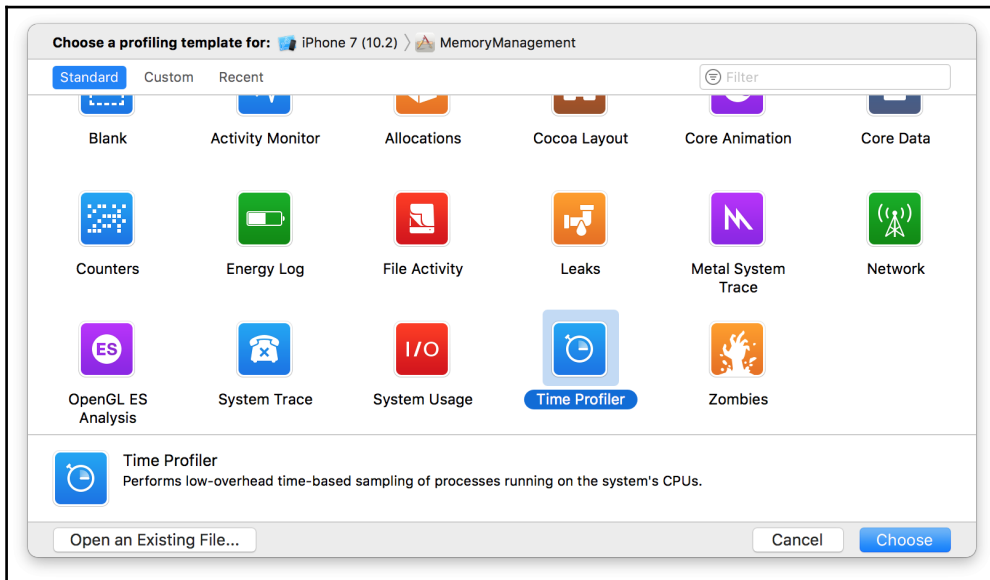 Choose a profiling template for: iPhone 7 (10.2) MemoryManagement
Standard Custom Recent Filter
Blank Activity Monitor Allocations Cocoa Layout Core Animation Core Data
Counters Energy Log File Activity Leaks Metal System Trace Network
ES I/O
OpenGL ES Analysis System Trace System Usage Time Profiler Zombies
Time Profiler
Performs low-overhead time-based sampling of processes running on the system's CPUs.
Open an Existing File... Cancel Choose